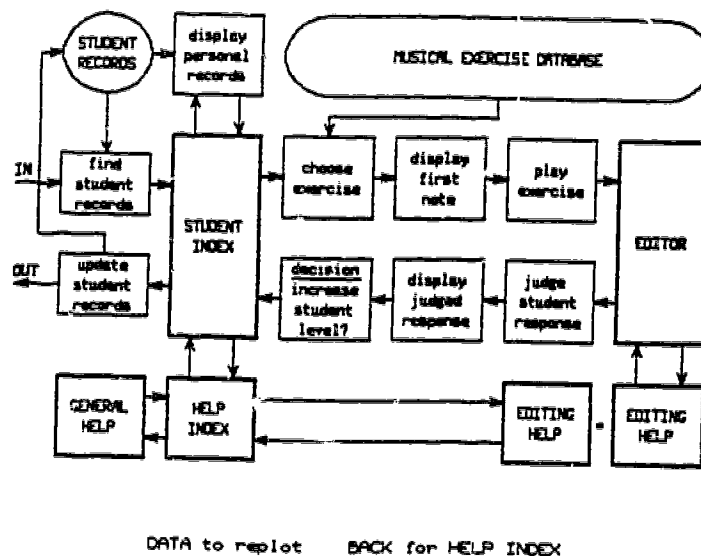 STUDENT
RECORDS
display
personal
records
MUSICAL EXERCISE DATABASE
IN
find
student
records
STUDENT
INDEX
choose
exercise
display
first
note
play
exercise
EDITOR
OUT
update
student
records
decision
increase
student
level?
display
judged
response
judge
student
response
GENERAL
HELP
HELP
INDEX
EDITING
HELP
=
EDITING
HELP
DATA to replot BACK for HELP INDEX